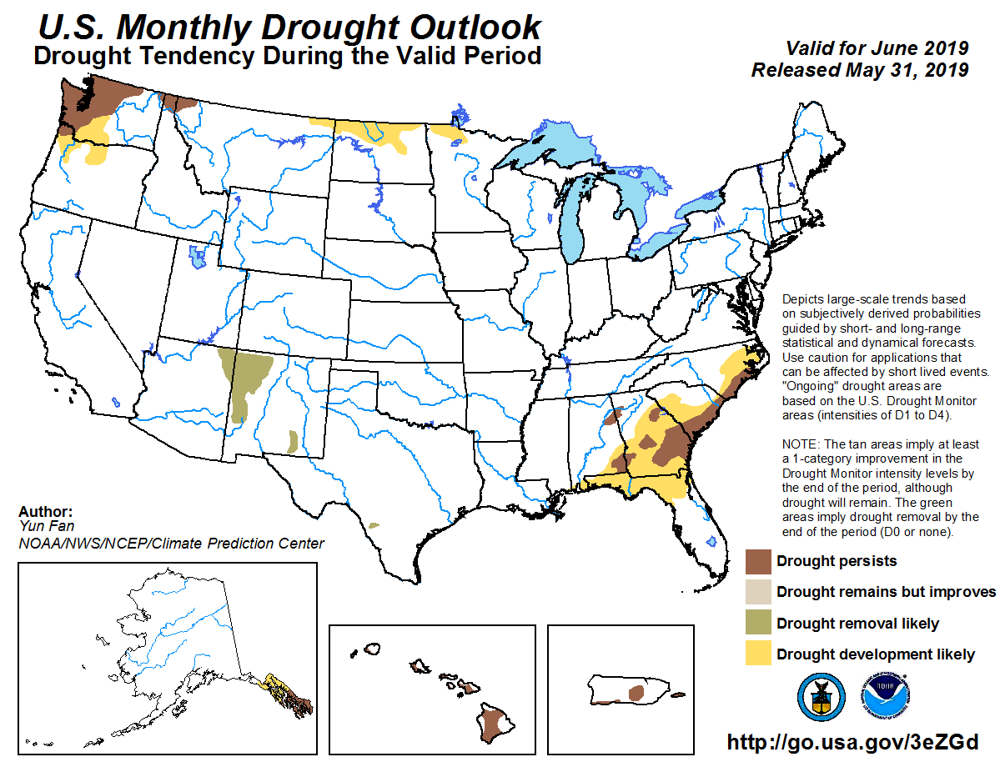 U.S. Monthly Drought Outlook
Drought Tendency During the Valid Period
Valid for June 2019
Released May 31, 2019
Depicts large-scale trends based
on subjectively derived probabilities
guided by short- and long-range
statistical and dynamical forecasts.
Use caution for applications that
can be affected by short lived events.
"Ongoing" drought areas are
based on the U.S. Drought Monitor
areas (intensities of D1 to D4).
NOTE: The tan areas imply at least
a 1-category improvement in the
Drought Monitor intensity levels by
the end of the period, although
drought will remain. The green
areas imply drought removal by the
end of the period (D0 or none).
Author:
Yun Fan
NOAA/NWS/NCEP/Climate Prediction Center
Drought persists
Drought remains but improves
Drought removal likely
Drought development likely
http://go.usa.gov/3eZGd